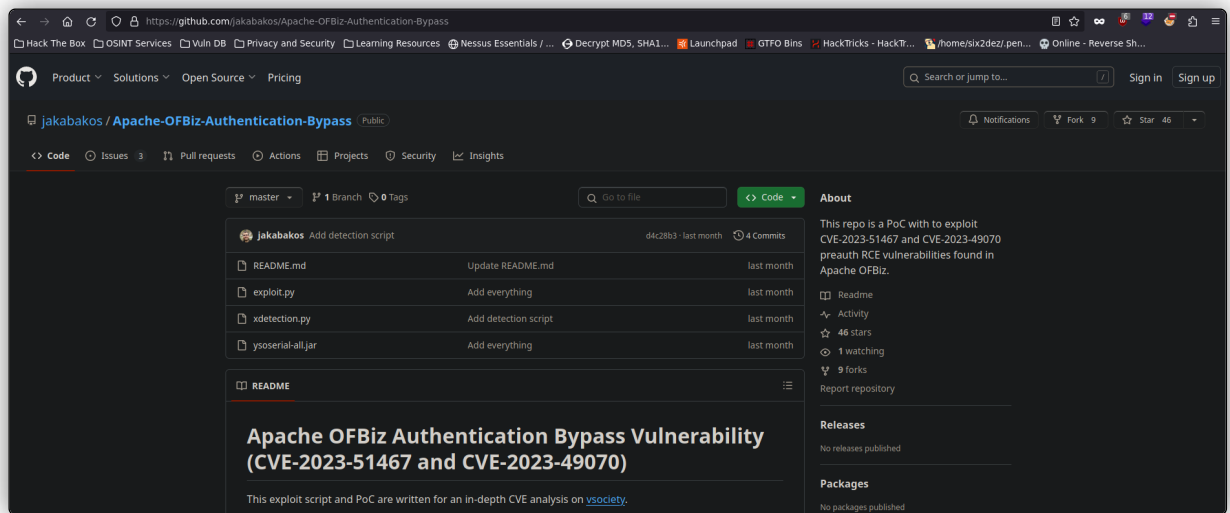 https://github.com/jakabakos/Apache-OFBiz-Authentication-Bypass
6 12
Hack The Box OSINT Services Vuln DB Privacy and Security Learning Resources Nessus Essentials / ... Decrypt MD5, SHA1... Launchpad GTFO Bins HackTricks - HackTr... /home/six2dez/.pen... Online - Reverse Sh...
Product Solutions Open Source Pricing Search or jump to... / Sign in Sign up
jakabakos / Apache-OFBiz-Authentication-Bypass Public Notifications Fork 9 Star 46
Code Issues 3 Pull requests Actions Projects Security Insights
master 1 Branch 0 Tags Go to file Code
jakabakos Add detection script d4c28b3 · last month 4 Commits
README.md Update README.md last month
exploit.py Add everything last month
xdetection.py Add detection script last month
ysoserial-all.jar Add everything last month
README
Apache OFBiz Authentication Bypass Vulnerability
(CVE-2023-51467 and CVE-2023-49070)
This exploit script and PoC are written for an in-depth CVE analysis on vsociety.
About
This repo is a PoC with to exploit
CVE-2023-51467 and CVE-2023-49070
preauth RCE vulnerabilities found in
Apache OFBiz.
Readme
Activity
46 stars
1 watching
9 forks
Report repository
Releases
No releases published
Packages
No packages published